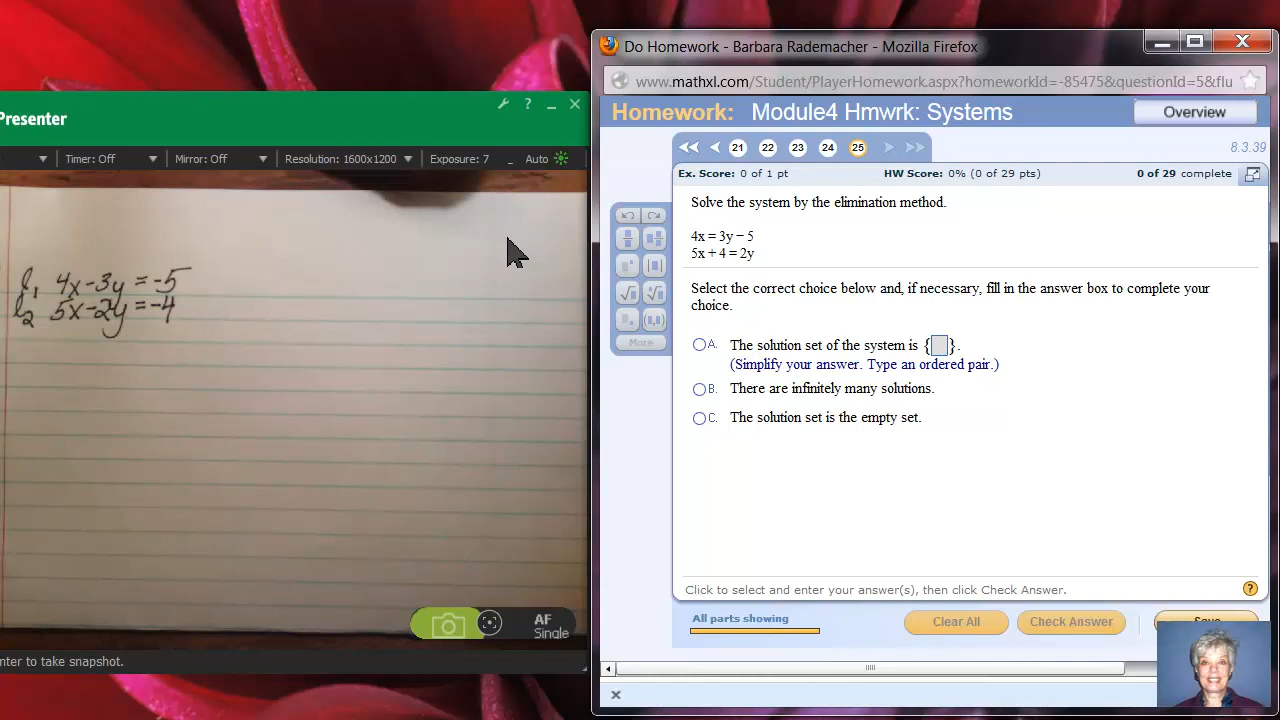 Presenter
Timer: Off
Mirror: Off
Resolution: 1600x1200
Exposure: 7
Auto
l₁ 4x-3y = -5
l₂ 5x-2y = -4
AF
Single
nter to take snapshot.
Do Homework - Barbara Rademacher - Mozilla Firefox
www.mathxl.com/Student/PlayerHomework.aspx?homeworkId=-85475&questionId=5&flu
Homework: Module4 Hmwrk: Systems
Overview
21 22 23 24 25
8.3.39
Ex. Score: 0 of 1 pt
HW Score: 0% (0 of 29 pts)
0 of 29 complete
Solve the system by the elimination method.
4x = 3y − 5
5x + 4 = 2y
Select the correct choice below and, if necessary, fill in the answer box to complete your
choice.
A. The solution set of the system is { }.
(Simplify your answer. Type an ordered pair.)
B. There are infinitely many solutions.
C. The solution set is the empty set.
More
Click to select and enter your answer(s), then click Check Answer.
All parts showing
Clear All
Check Answer